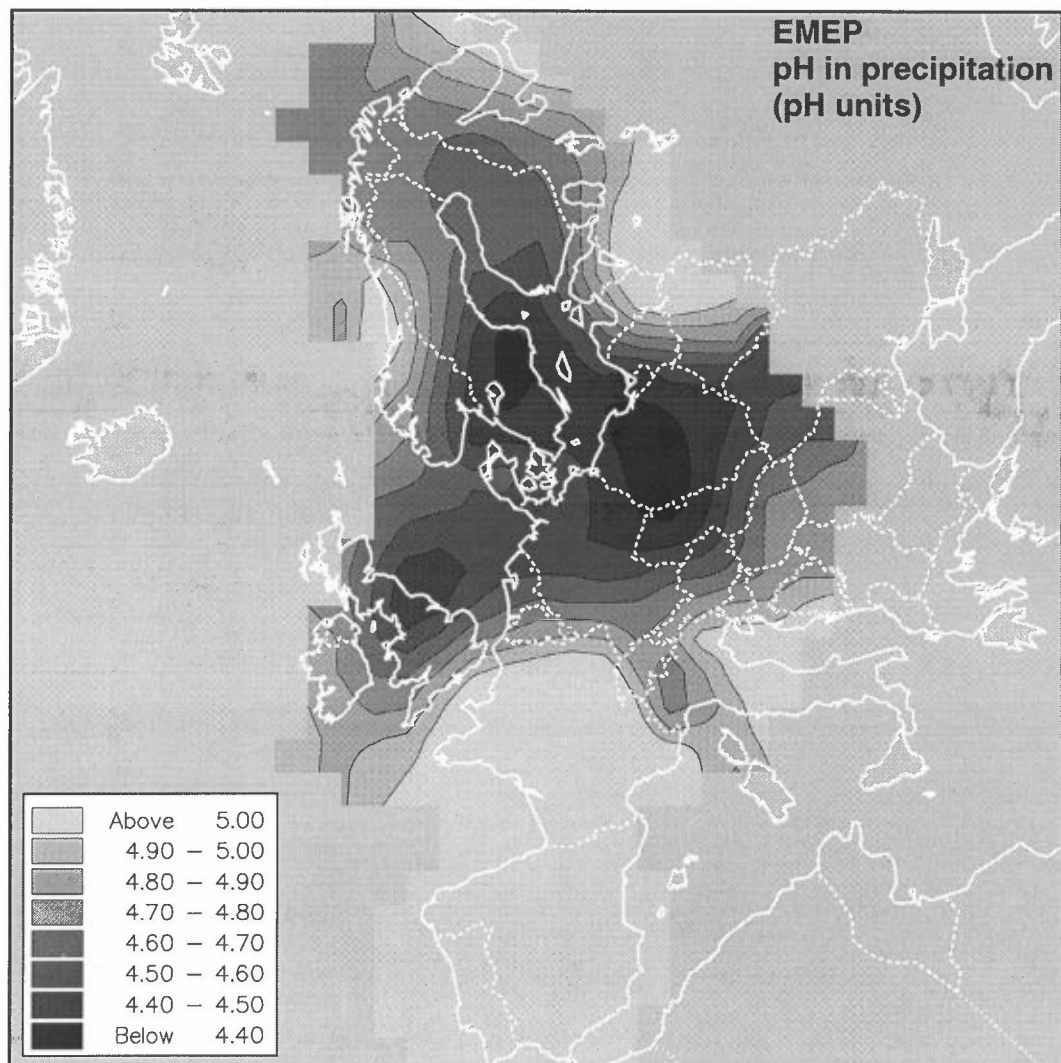 EMEP
pH in precipitation
(pH units)
Above 5.00
4.90 – 5.00
4.80 – 4.90
4.70 – 4.80
4.60 – 4.70
4.50 – 4.60
4.40 – 4.50
Below 4.40